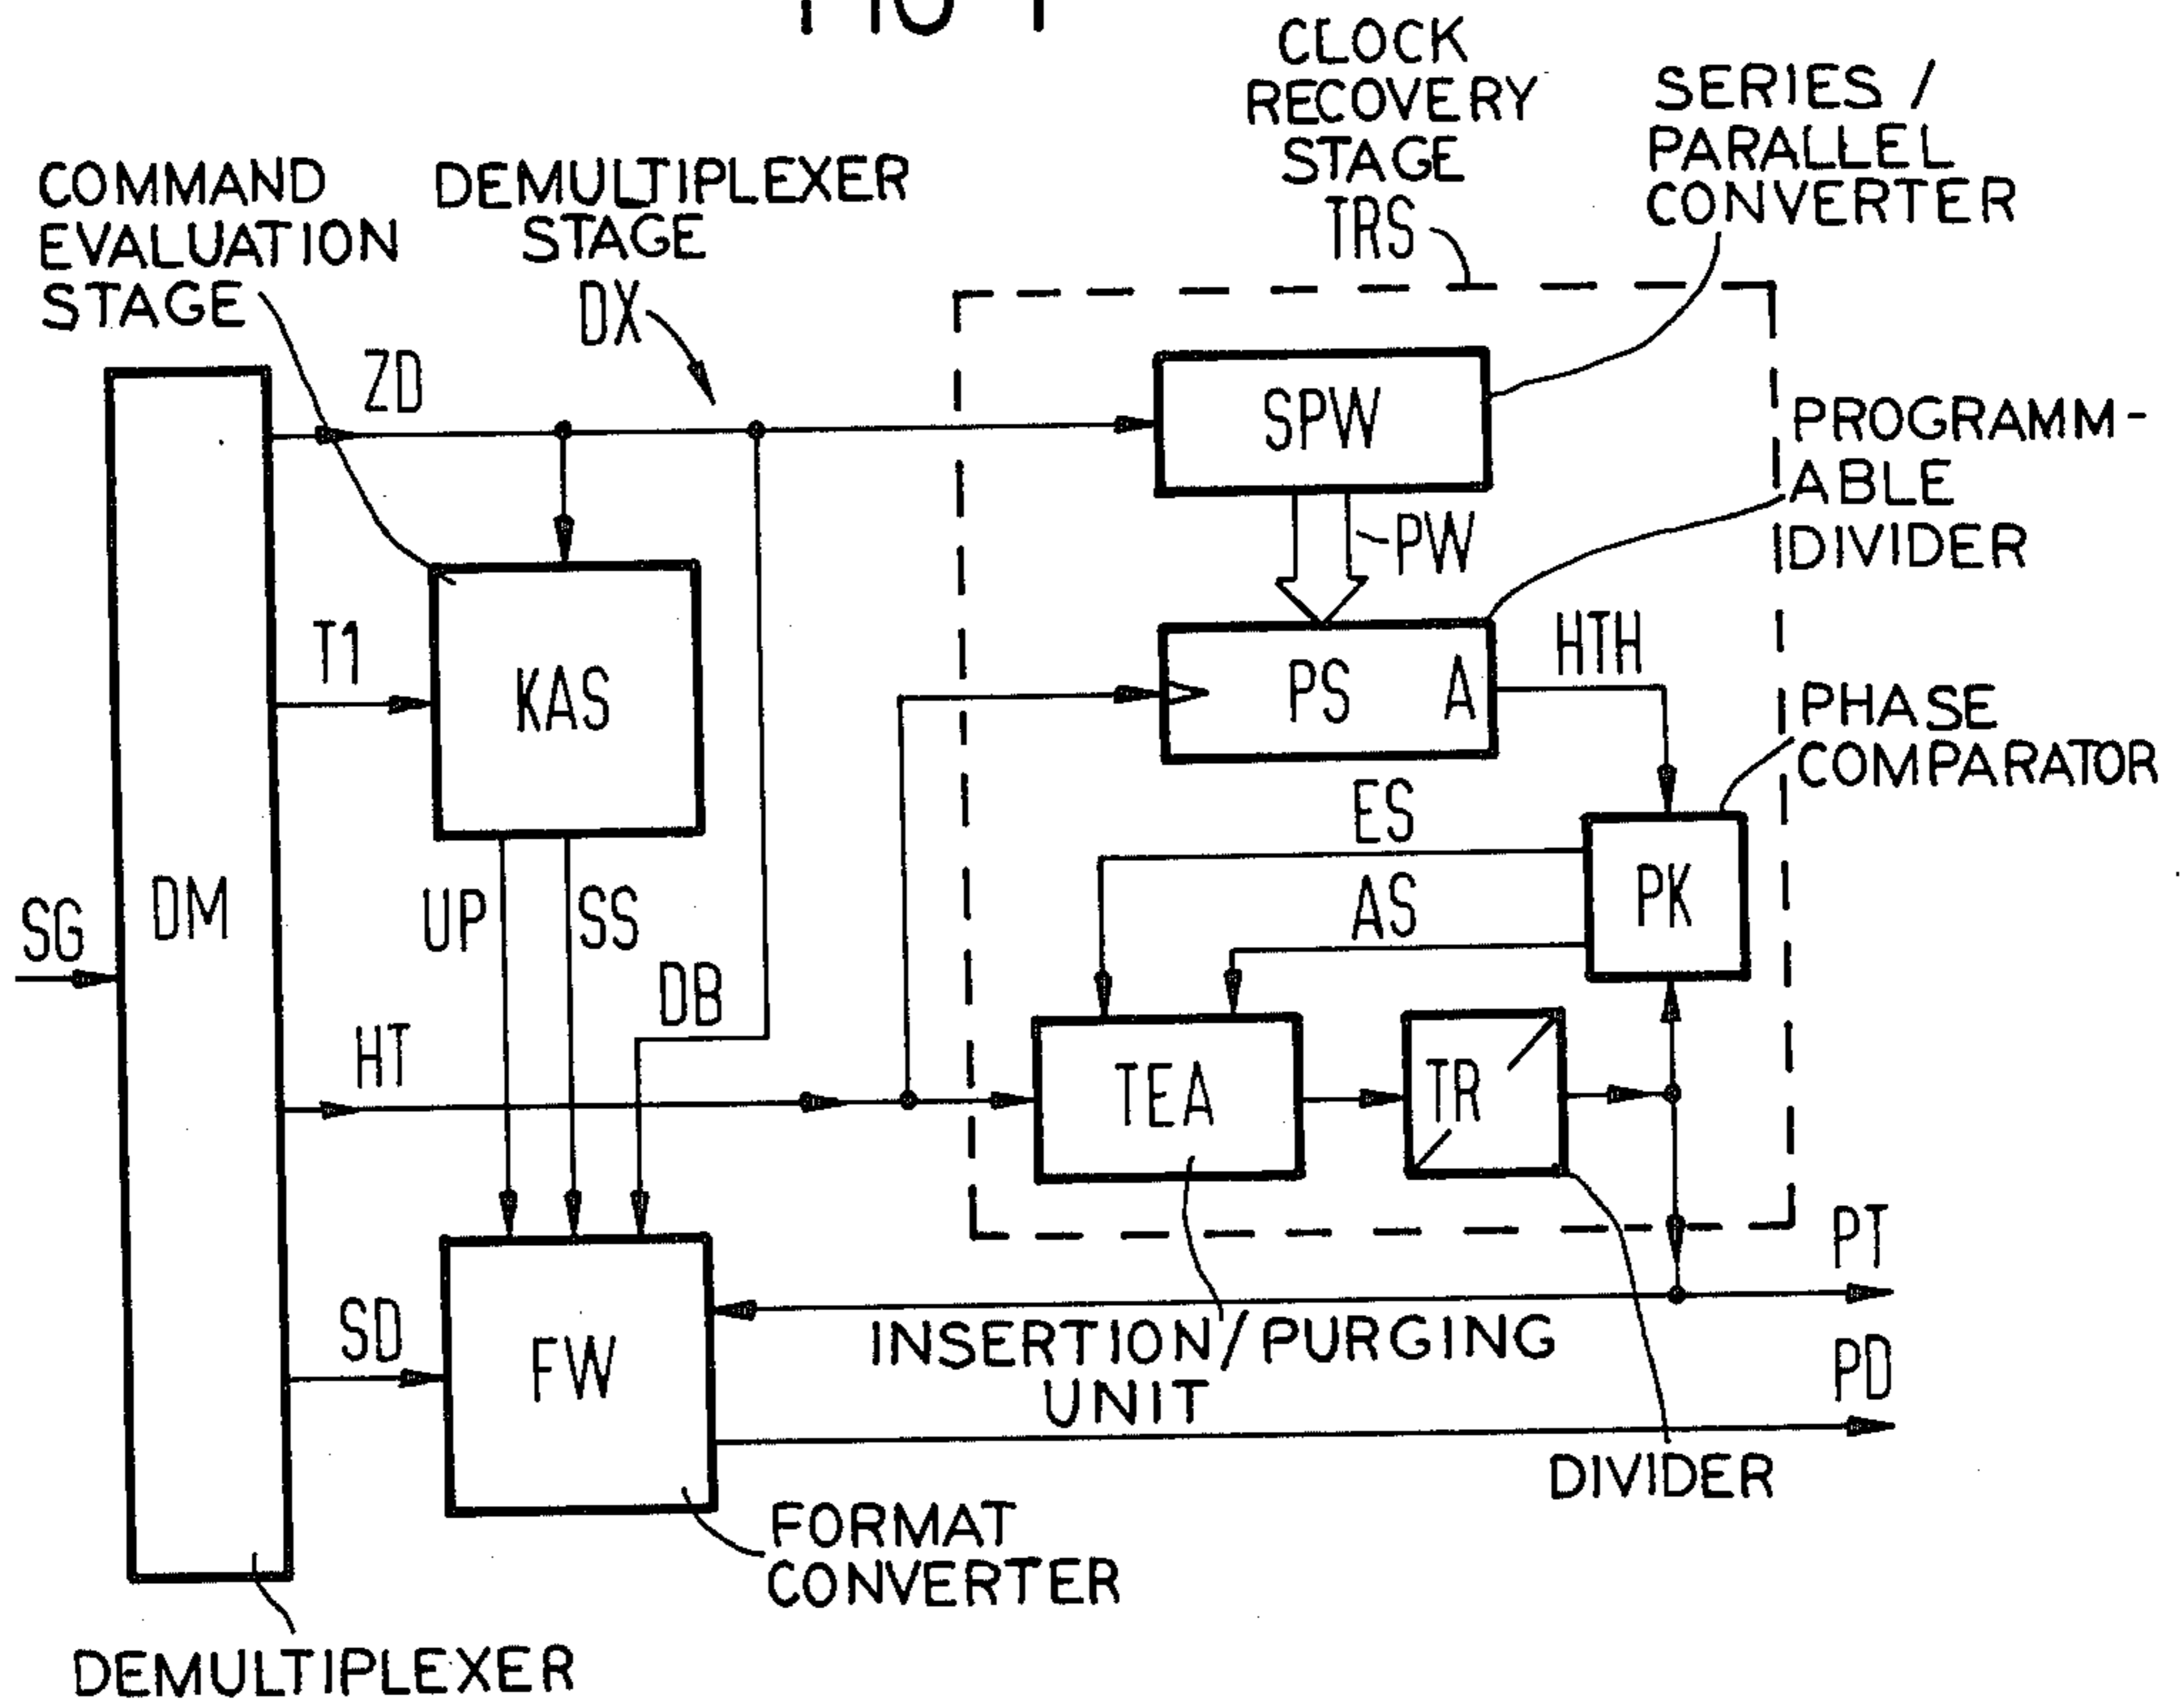 FIG 1
CLOCK
RECOVERY
STAGE
TRS
SERIES /
PARALLEL
CONVERTER
COMMAND
EVALUATION
STAGE
DEMULTIPLEXER
STAGE
DX
ZD
SPW
PROGRAMM-
ABLE
DIVIDER
PW
T1
KAS
HTH
PS A
PHASE
COMPARATOR
ES
PK
AS
DM
SG
UP
SS
DB
HT
TEA
TR
PT
SD
FW
INSERTION/PURGING
UNIT
PD
DIVIDER
FORMAT
CONVERTER
DEMULTIPLEXER